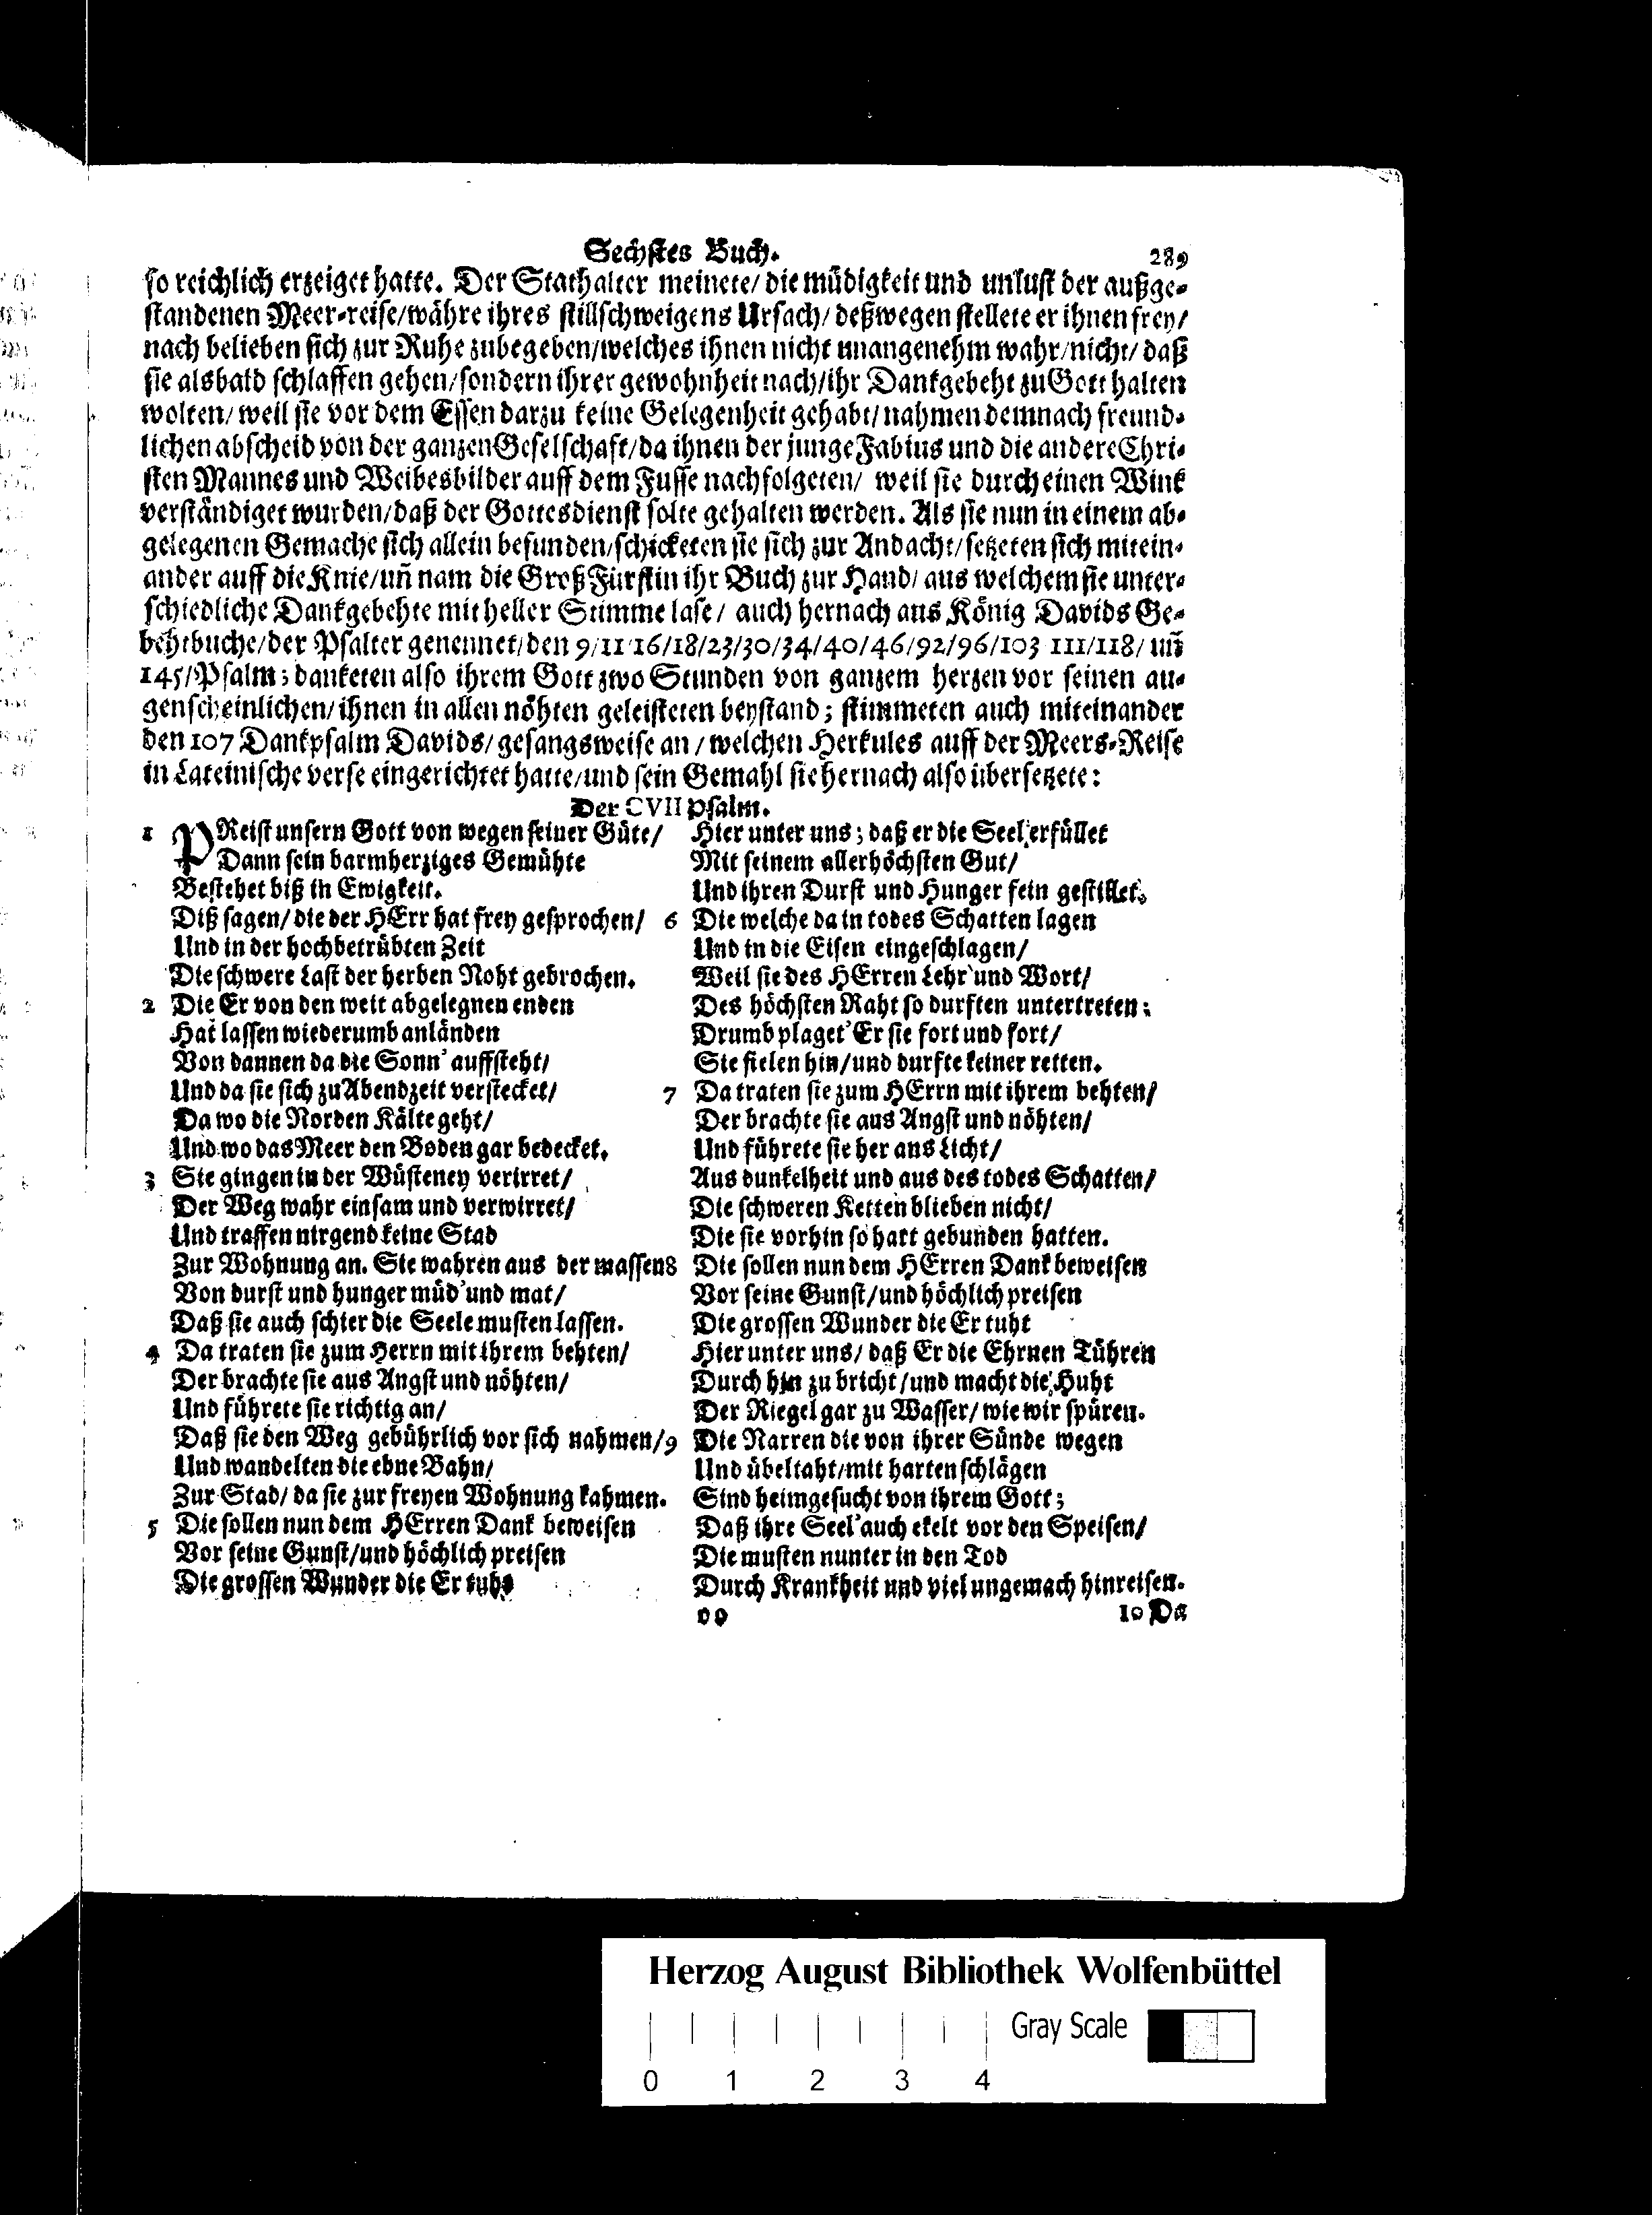 Sechstes Buch. 289
so reichlich erzeiget hatte. Der Stathalter meinete/ die müdigkeit und unlust der außge-
standenen Meer-reise/währe ihres stillschweigens Ursach/ deßwegen stellete er ihnen frey/
nach belieben sich zur Ruhe zubegeben/welches ihnen nicht unangenehm wahr/nicht/ daß
sie alsbald schlaffen gehen/sondern ihrer gewohnheit nach/ihr Dankgebeht zu Gott halten
wolten/ weil sie vor dem Essen darzu keine Gelegenheit gehabt/nahmen demnach freund-
lichen abscheid von der ganzen Geselschaft/da ihnen der junge Fabius und die andere Chri-
sten Mannes und Weibesbilder auff dem Fusse nachfolgeten/ weil sie durch einen Wink
verständiget wurden/daß der Gottesdienst solte gehalten werden. Als sie nun in einem ab-
gelegenen Gemache sich allein befunden/schicketen sie sich zur Andacht/setzeten sich mitein-
ander auff die Knie/uñ nam die Groß Fürstin ihr Buch zur Hand/ aus welchem sie unter-
schiedliche Dankgebehte mit heller Stimme lase/ auch hernach aus König Davids Ge-
behtbuche/der Psalter genennet/den 9/11 16/18/23/30/34/40/46/92/96/103 111/118/ uñ
145/Psalm; danketen also ihrem Gott zwo Stunden von ganzem herzen vor seinen au-
genscheinlichen/ihnen in allen nöhten geleisteten beystand; stimmeten auch miteinander
den 107 Dankpsalm Davids/gesangsweise an/welchen Herkules auff der Meers-Reise
in Lateinische verse eingerichtet hatte/und sein Gemahl sie hernach also übersetzete:
Der CVII Psalm.
1 PReist unsern Gott von wegen seiner Güte/
Dann sein barmherziges Gemühte
Bestehet biß in Ewigkeit.
Diß sagen/ die der HErr hat frey gesprochen/
Und in der hochbetrübten Zeit
Die schwere Last der herben Noht gebrochen.
2 Die Er von den weit abgelegnen enden
Hat lassen wiederumb anländen
Von dannen da die Sonn' auffsteht/
Und da sie sich zu Abendzeit verstecket/
Da wo die Norden Kälte geht/
Und wo das Meer den Boden gar bedecket.
3 Sie gingen in der Wüsteney verirret/
Der Weg wahr einsam und verwirret/
Und traffen nirgend keine Stad
Zur Wohnung an. Sie wahren aus der massen
Von durst und hunger müd' und mat/
Daß sie auch schier die Seele musten lassen.
4 Da traten sie zum Herrn mit ihrem behten/
Der brachte sie aus Angst und nöhten/
Und führete sie richtig an/
Daß sie den Weg gebührlich vor sich nahmen/
Und wandelten die ebne Bahn/
Zur Stad/ da sie zur freyen Wohnung kahmen.
5 Die sollen nun dem HErren Dank beweisen
Vor seine Gunst/und höchlich preisen
Die grossen Wunder die Er tuht
Hier unter uns; daß er die Seel' erfüllet
Mit seinem allerhöchsten Gut/
Und ihren Durst und Hunger fein gestillet.
6 Die welche da in todes Schatten lagen
Und in die Eisen eingeschlagen/
Weil sie des HErren Lehr' und Wort/
Des höchsten Raht so durften untertreten;
Drumb plaget' Er sie fort und fort/
Sie fielen hin/und durfte keiner retten.
7 Da traten sie zum HErrn mit ihrem behten/
Der brachte sie aus Angst und nöhten/
Und führete sie her ans Licht/
Aus dunkelheit und aus des todes Schatten/
Die schweren Ketten blieben nicht/
Die sie vorhin so hart gebunden hatten.
8 Die sollen nun dem HErren Dank beweisen
Vor seine Gunst/und höchlich preisen
Die grossen Wunder die Er tuht
Hier unter uns/ daß Er die Ehrnen Tühren
Durch hin zu bricht/und macht die Huht
Der Riegel gar zu Wasser/ wie wir spüren.
9 Die Narren die von ihrer Sünde wegen
Und übeltaht/mit harten schlägen
Sind heimgesucht von ihrem Gott;
Daß ihre Seel' auch ekelt vor den Speisen/
Die musten nunter in den Tod
Durch Krankheit und viel ungemach hinreisen.
oo 10 Da
Herzog August Bibliothek Wolfenbüttel
Gray Scale
0 1 2 3 4